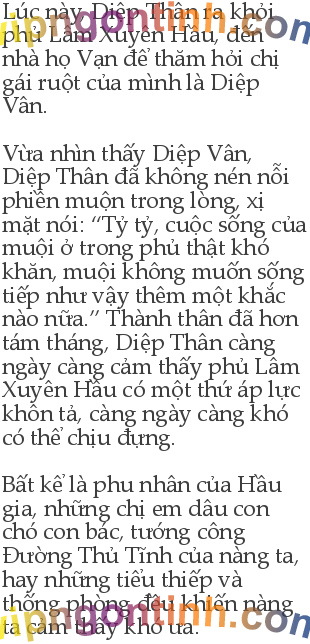 Lúc này, Diệp Thân ra khỏi
phủ Lâm Xuyên Hầu, đến
nhà họ Vạn để thăm hỏi chị
gái ruột của mình là Diệp
Vân.

Vừa nhìn thấy Diệp Vân,
Diệp Thân đã không nén nỗi
phiền muộn trong lòng, xị
mặt nói: “Tỷ tỷ, cuộc sống của
muội ở trong phủ thật khó
khăn, muội không muốn sống
tiếp như vậy thêm một khắc
nào nữa.” Thành thân đã hơn
tám tháng, Diệp Thân càng
ngày càng cảm thấy phủ Lâm
Xuyên Hầu có một thứ áp lực
khôn tả, càng ngày càng khó
có thể chịu đựng.

Bất kể là phu nhân của Hầu
gia, những chị em dâu con
chó con bác, tướng công
Đường Thủ Tĩnh của nàng ta,
hay những tiểu thiếp và
thống phòng đều khiến nàng
ta cảm thấy khó ưa.